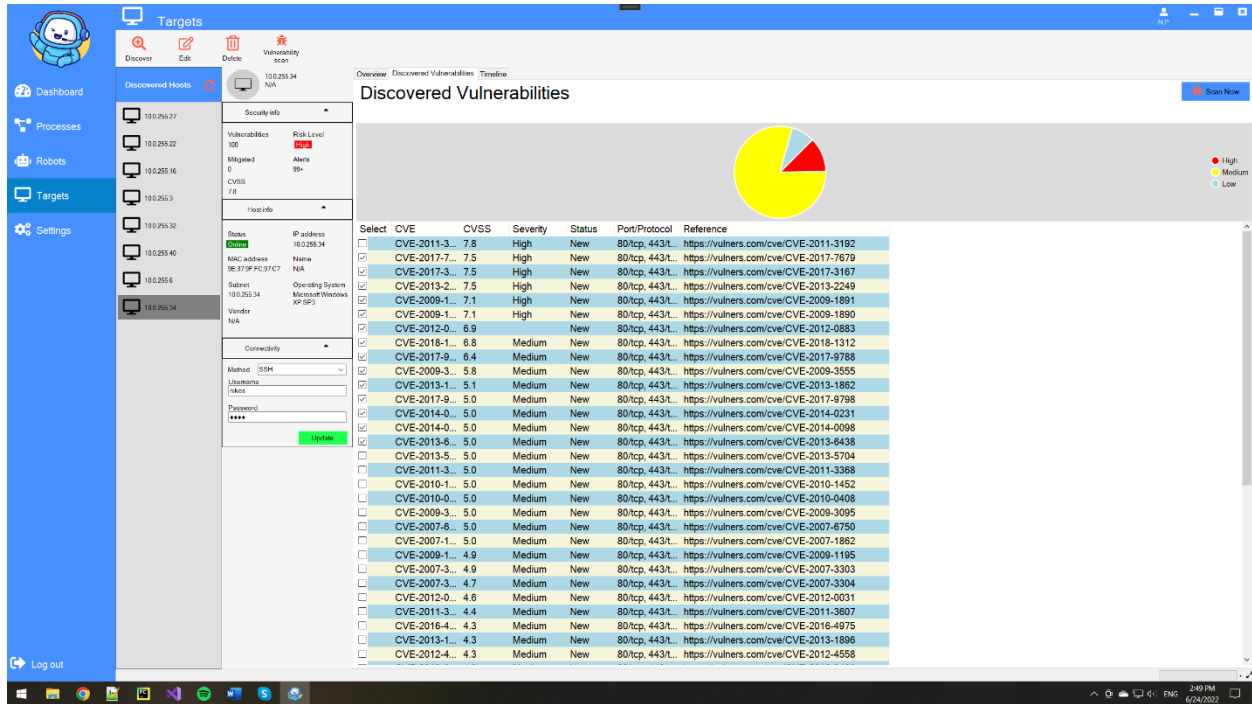 Targets
N.P
Discover
Edit
Delete
Vulnerability
scan
Dashboard
Processes
Robots
Targets
Settings
Log out
Discovered Hosts
10.0.255.27
10.0.255.22
10.0.255.16
10.0.255.3
10.0.255.32
10.0.255.40
10.0.255.6
10.0.255.34
10.0.255.34
N/A
Security info
Vulnerabilities Risk Level
100 High
Mitigated Alerts
0 99+
CVSS
7.8
Host info
Status IP address
Online 10.0.255.34
MAC address Name
9E:37:9F:FC:97:C7 N/A
Subnet Operating System
10.0.255.34 Microsoft Windows
XP SP3
Vendor
N/A
Connectivity
Method SSH
Username
nikos
Password
••••
Update
Overview Discovered Vulnerabilities Timeline
Discovered Vulnerabilities
Scan Now
High
Medium
Low
Select CVE CVSS Severity Status Port/Protocol Reference
CVE-2011-3... 7.8 High New 80/tcp, 443/t... https://vulners.com/cve/CVE-2011-3192
CVE-2017-7... 7.5 High New 80/tcp, 443/t... https://vulners.com/cve/CVE-2017-7679
CVE-2017-3... 7.5 High New 80/tcp, 443/t... https://vulners.com/cve/CVE-2017-3167
CVE-2013-2... 7.5 High New 80/tcp, 443/t... https://vulners.com/cve/CVE-2013-2249
CVE-2009-1... 7.1 High New 80/tcp, 443/t... https://vulners.com/cve/CVE-2009-1891
CVE-2009-1... 7.1 High New 80/tcp, 443/t... https://vulners.com/cve/CVE-2009-1890
CVE-2012-0... 6.9 New 80/tcp, 443/t... https://vulners.com/cve/CVE-2012-0883
CVE-2018-1... 6.8 Medium New 80/tcp, 443/t... https://vulners.com/cve/CVE-2018-1312
CVE-2017-9... 6.4 Medium New 80/tcp, 443/t... https://vulners.com/cve/CVE-2017-9788
CVE-2009-3... 5.8 Medium New 80/tcp, 443/t... https://vulners.com/cve/CVE-2009-3555
CVE-2013-1... 5.1 Medium New 80/tcp, 443/t... https://vulners.com/cve/CVE-2013-1862
CVE-2017-9... 5.0 Medium New 80/tcp, 443/t... https://vulners.com/cve/CVE-2017-9798
CVE-2014-0... 5.0 Medium New 80/tcp, 443/t... https://vulners.com/cve/CVE-2014-0231
CVE-2014-0... 5.0 Medium New 80/tcp, 443/t... https://vulners.com/cve/CVE-2014-0098
CVE-2013-6... 5.0 Medium New 80/tcp, 443/t... https://vulners.com/cve/CVE-2013-6438
CVE-2013-5... 5.0 Medium New 80/tcp, 443/t... https://vulners.com/cve/CVE-2013-5704
CVE-2011-3... 5.0 Medium New 80/tcp, 443/t... https://vulners.com/cve/CVE-2011-3368
CVE-2010-1... 5.0 Medium New 80/tcp, 443/t... https://vulners.com/cve/CVE-2010-1452
CVE-2010-0... 5.0 Medium New 80/tcp, 443/t... https://vulners.com/cve/CVE-2010-0408
CVE-2009-3... 5.0 Medium New 80/tcp, 443/t... https://vulners.com/cve/CVE-2009-3095
CVE-2007-6... 5.0 Medium New 80/tcp, 443/t... https://vulners.com/cve/CVE-2007-6750
CVE-2007-1... 5.0 Medium New 80/tcp, 443/t... https://vulners.com/cve/CVE-2007-1862
CVE-2009-1... 4.9 Medium New 80/tcp, 443/t... https://vulners.com/cve/CVE-2009-1195
CVE-2007-3... 4.9 Medium New 80/tcp, 443/t... https://vulners.com/cve/CVE-2007-3303
CVE-2007-3... 4.7 Medium New 80/tcp, 443/t... https://vulners.com/cve/CVE-2007-3304
CVE-2012-0... 4.6 Medium New 80/tcp, 443/t... https://vulners.com/cve/CVE-2012-0031
CVE-2011-3... 4.4 Medium New 80/tcp, 443/t... https://vulners.com/cve/CVE-2011-3607
CVE-2016-4... 4.3 Medium New 80/tcp, 443/t... https://vulners.com/cve/CVE-2016-4975
CVE-2013-1... 4.3 Medium New 80/tcp, 443/t... https://vulners.com/cve/CVE-2013-1896
CVE-2012-4... 4.3 Medium New 80/tcp, 443/t... https://vulners.com/cve/CVE-2012-4558
ENG
2:49 PM
6/24/2022